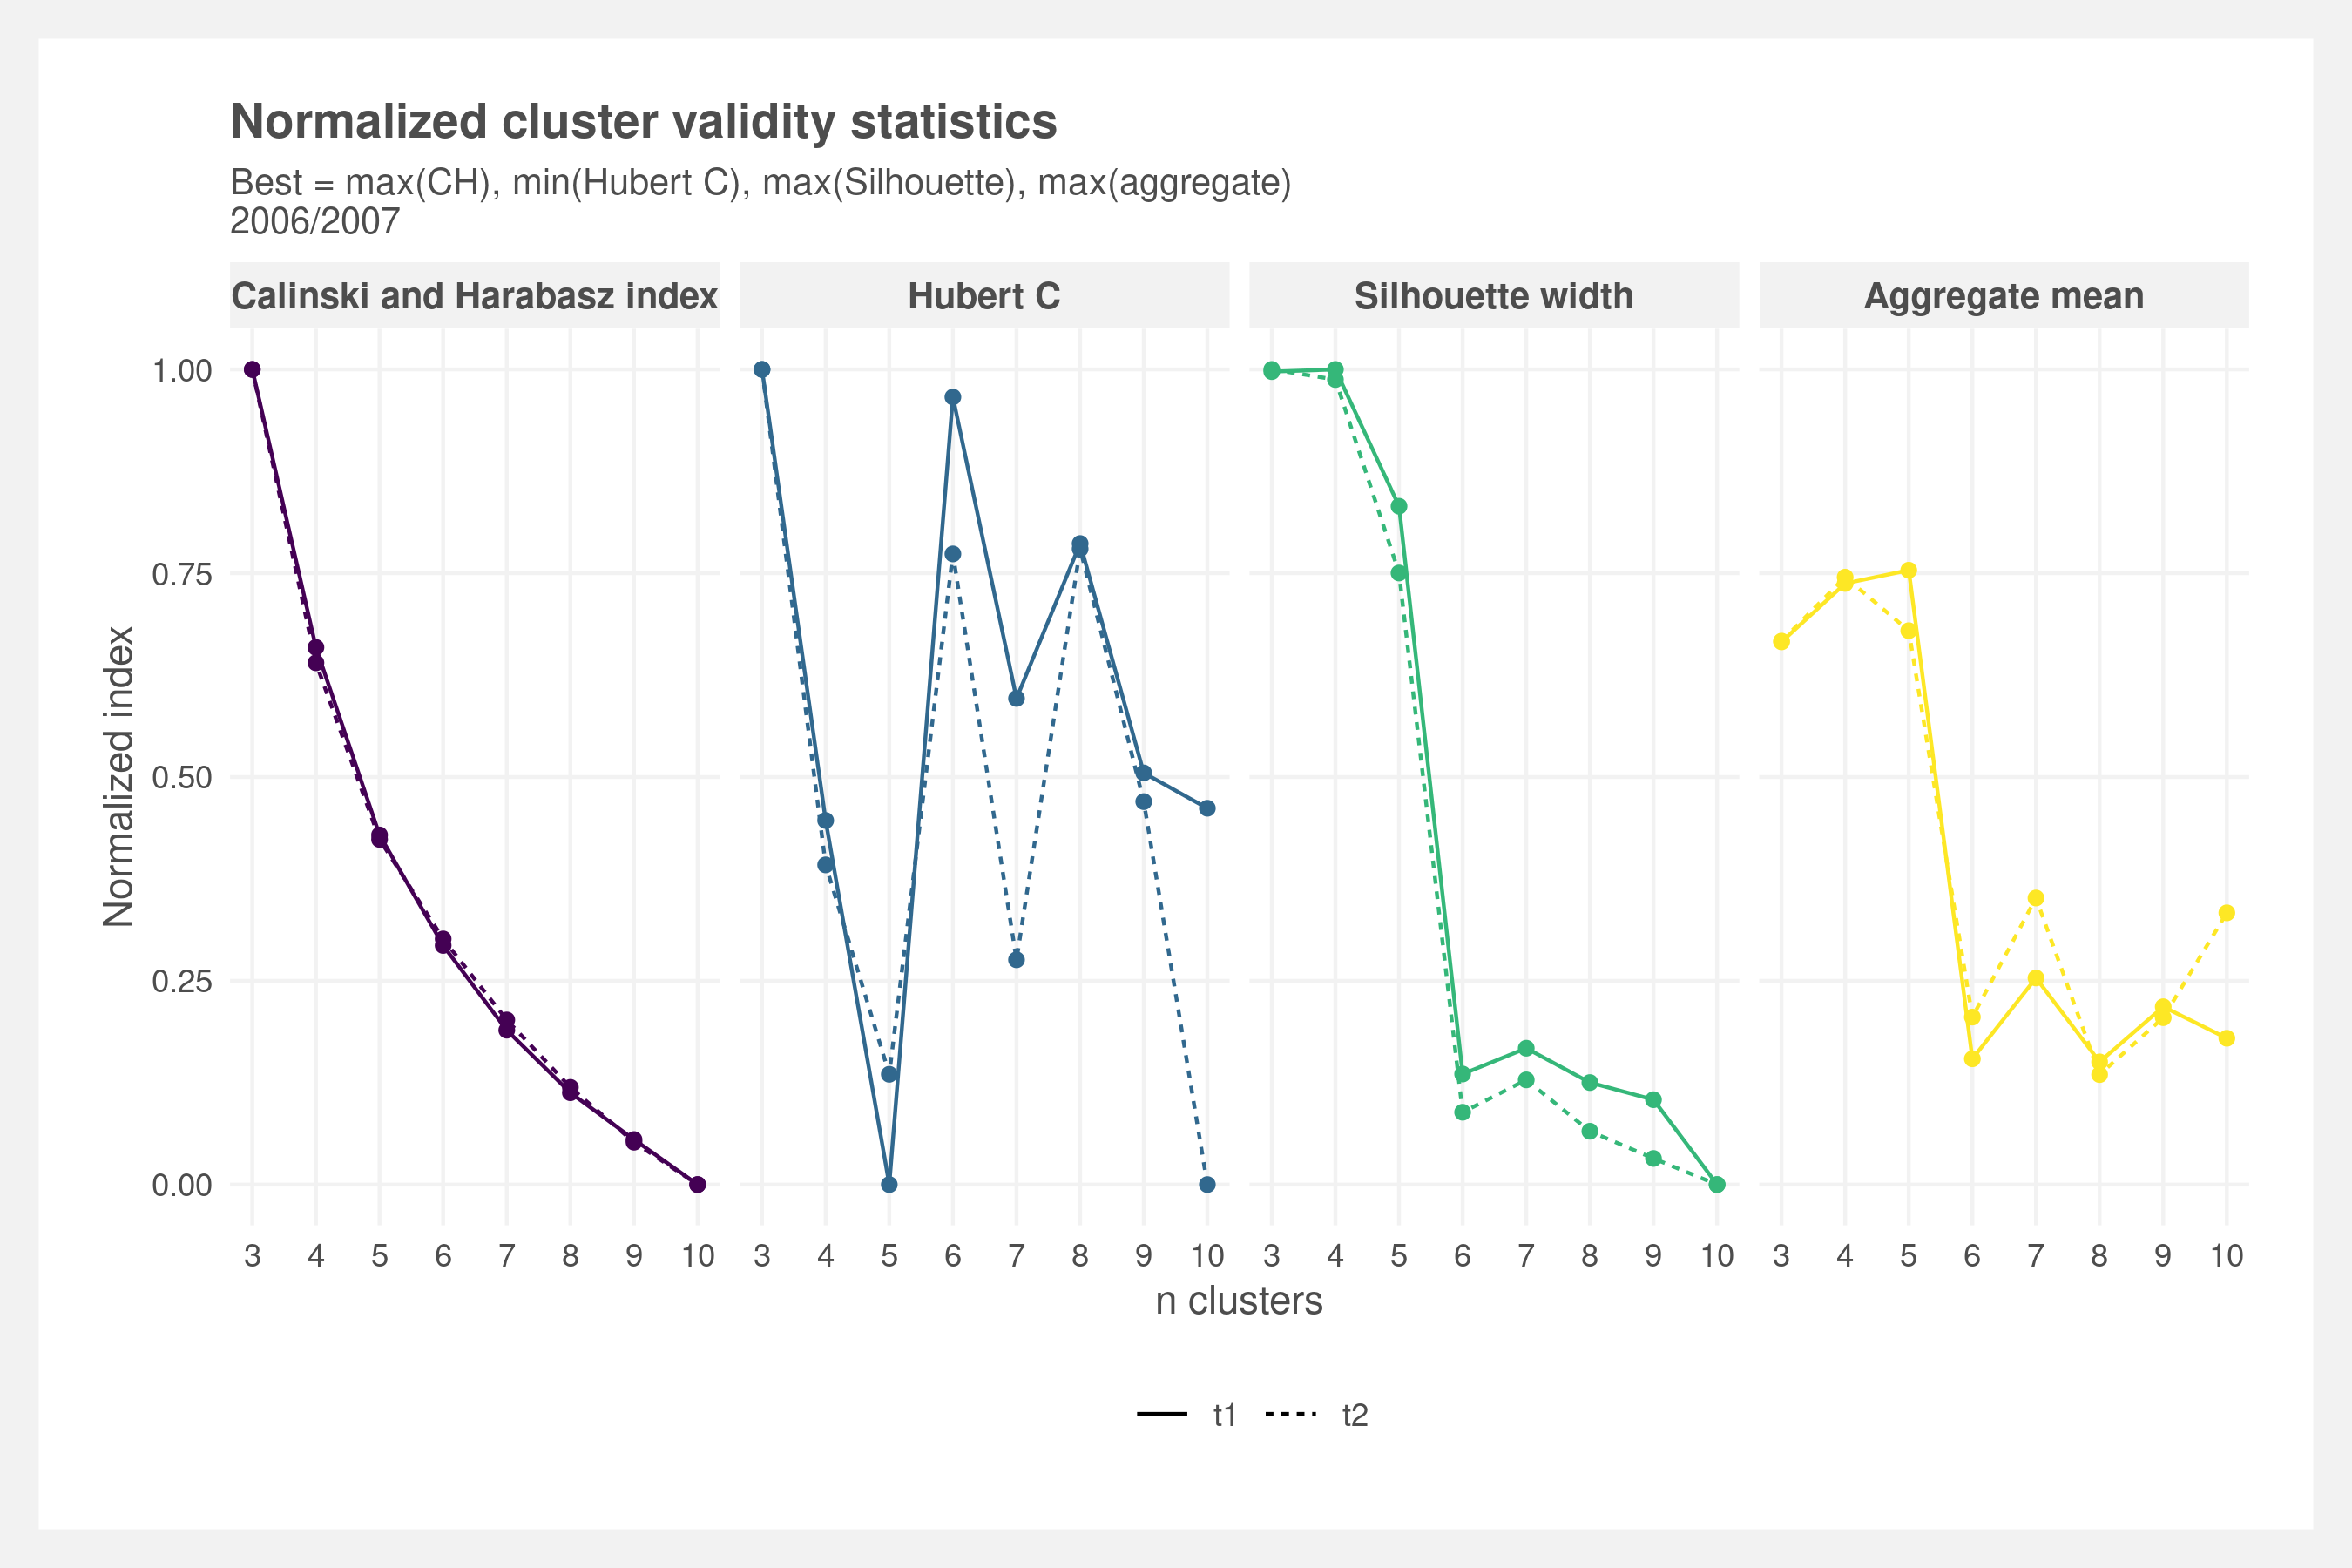 Normalized cluster validity statistics
Best = max(CH), min(Hubert C), max(Silhouette), max(aggregate)
2006/2007
Calinski and Harabasz index
Hubert C
Silhouette width
Aggregate mean
Normalized index
1.00
0.75
0.50
0.25
0.00
3 4 5 6 7 8 9 10
3 4 5 6 7 8 9 10
3 4 5 6 7 8 9 10
3 4 5 6 7 8 9 10
n clusters
t1 t2